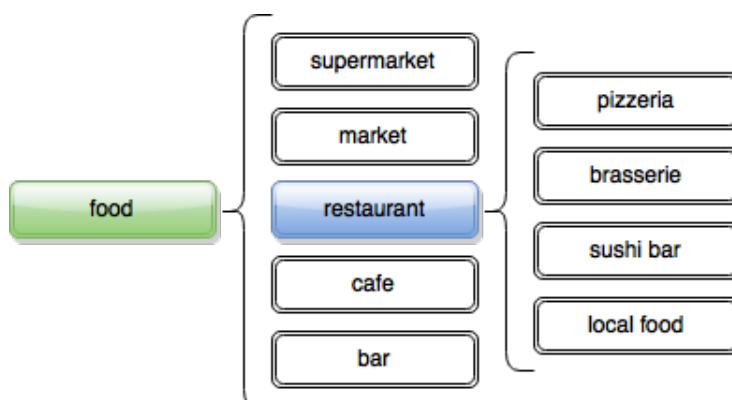 food
supermarket
market
restaurant
cafe
bar
pizzeria
brasserie
sushi bar
local food